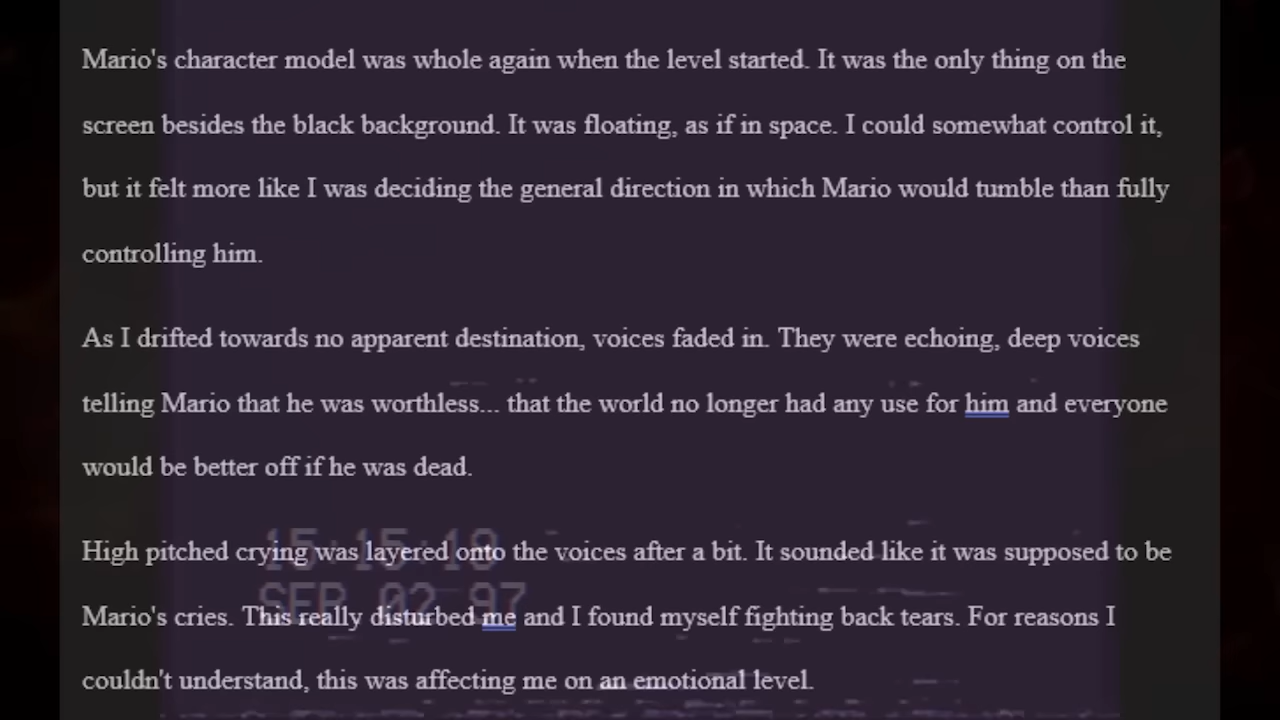 Mario's character model was whole again when the level started. It was the only thing on the
screen besides the black background. It was floating, as if in space. I could somewhat control it,
but it felt more like I was deciding the general direction in which Mario would tumble than fully
controlling him.
As I drifted towards no apparent destination, voices faded in. They were echoing, deep voices
telling Mario that he was worthless... that the world no longer had any use for him and everyone
would be better off if he was dead.
High pitched crying was layered onto the voices after a bit. It sounded like it was supposed to be
15:15:18
Mario's cries. This really disturbed me and I found myself fighting back tears. For reasons I
SEP 02 97
couldn't understand, this was affecting me on an emotional level.